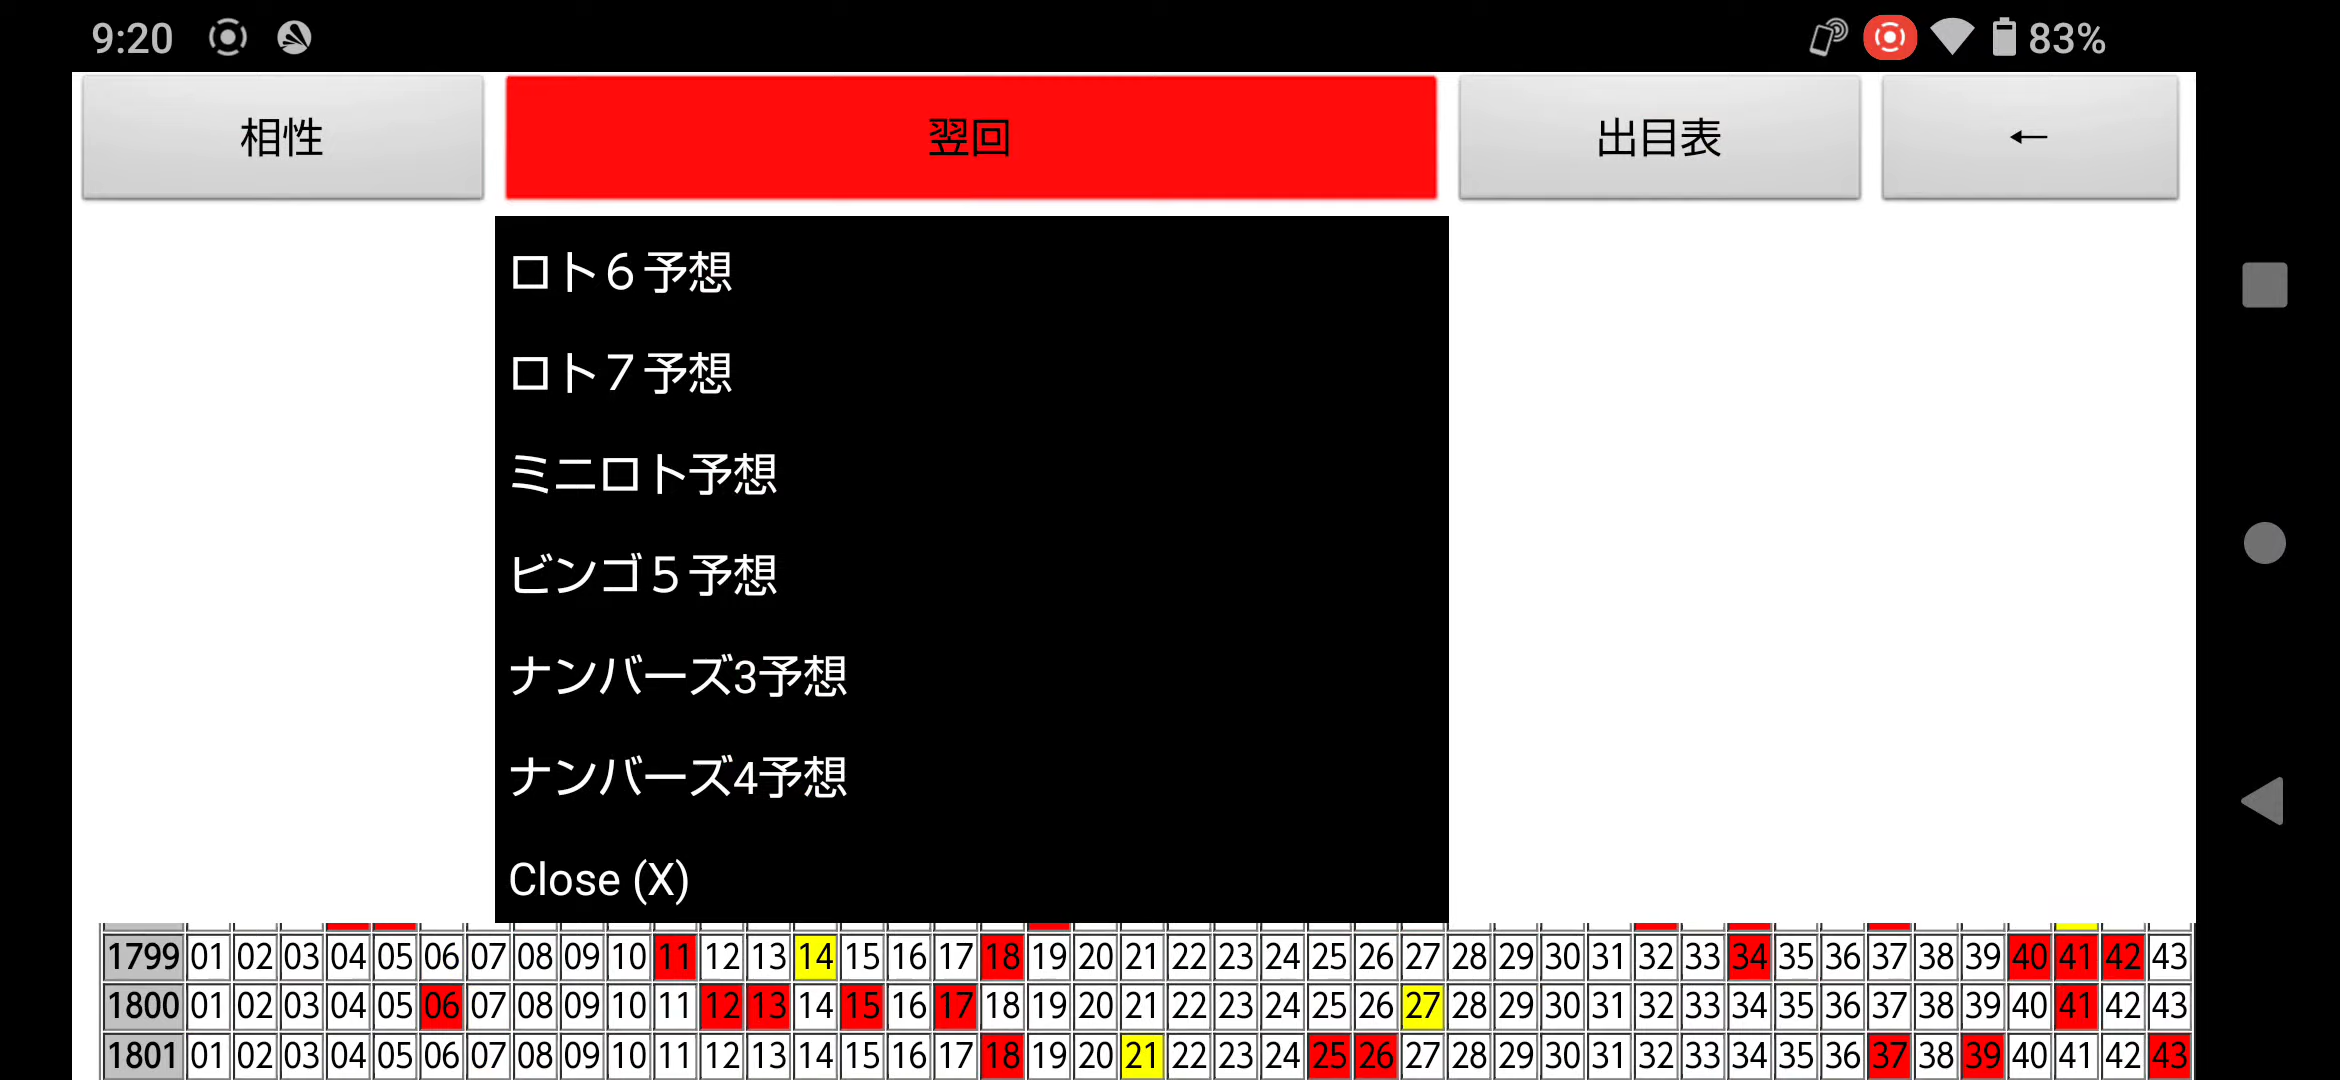 9:20 83%
相性 翌回 出目表 ←
ロト６予想
ロト７予想
ミニロト予想
ビンゴ５予想
ナンバーズ3予想
ナンバーズ4予想
Close (X)
1799 01 02 03 04 05 06 07 08 09 10 11 12 13 14 15 16 17 18 19 20 21 22 23 24 25 26 27 28 29 30 31 32 33 34 35 36 37 38 39 40 41 42 43
1800 01 02 03 04 05 06 07 08 09 10 11 12 13 14 15 16 17 18 19 20 21 22 23 24 25 26 27 28 29 30 31 32 33 34 35 36 37 38 39 40 41 42 43
1801 01 02 03 04 05 06 07 08 09 10 11 12 13 14 15 16 17 18 19 20 21 22 23 24 25 26 27 28 29 30 31 32 33 34 35 36 37 38 39 40 41 42 43